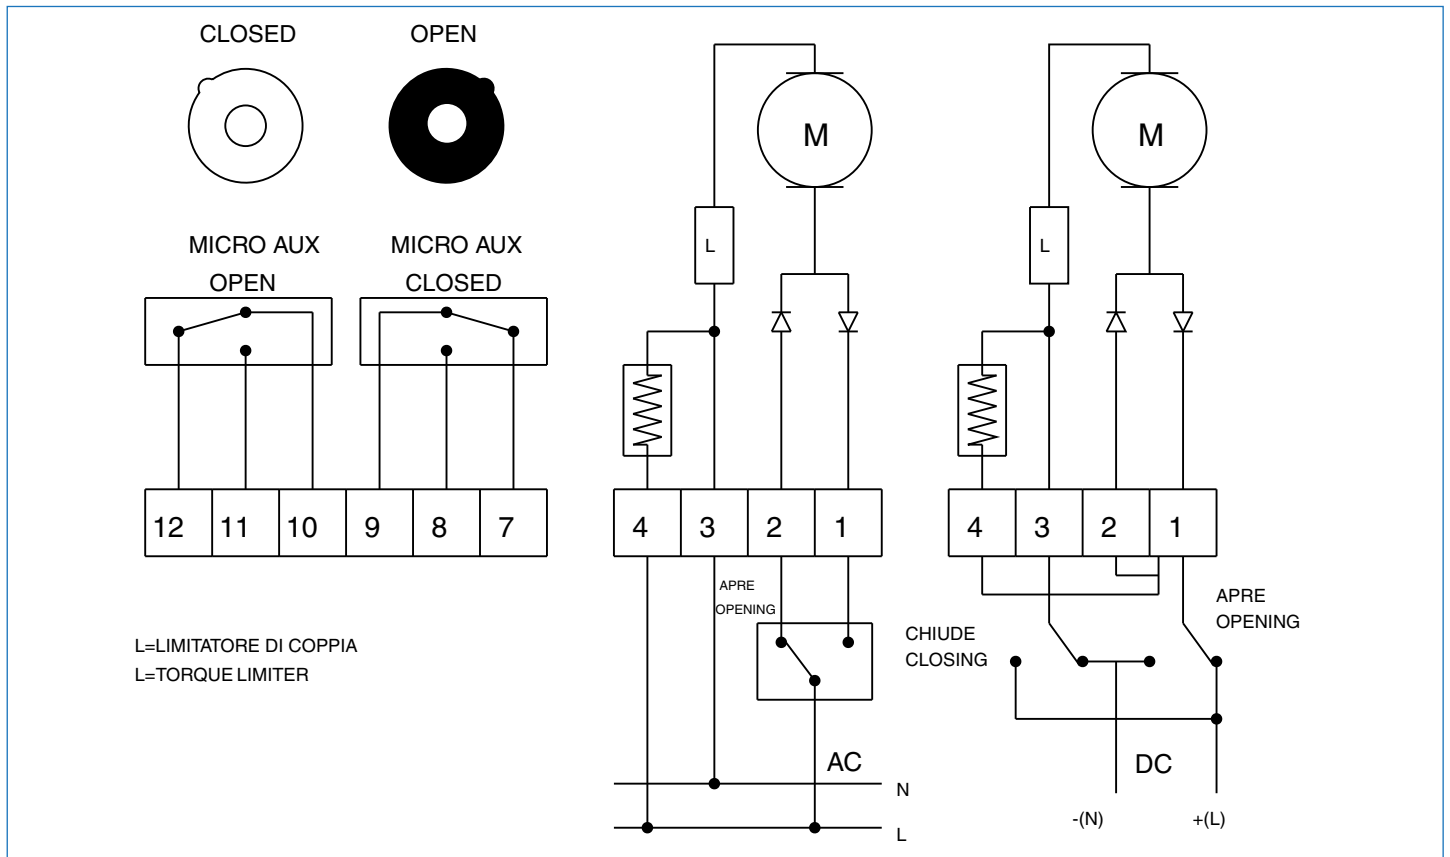 CLOSED
OPEN
MICRO AUX
OPEN
MICRO AUX
CLOSED
12 11 10 9 8 7
L=LIMITATORE DI COPPIA
L=TORQUE LIMITER
M
L
4 3 2 1
APRE
OPENING
AC
N
L
M
L
4 3 2 1
CHIUDE
CLOSING
APRE
OPENING
DC
-(N)
+(L)